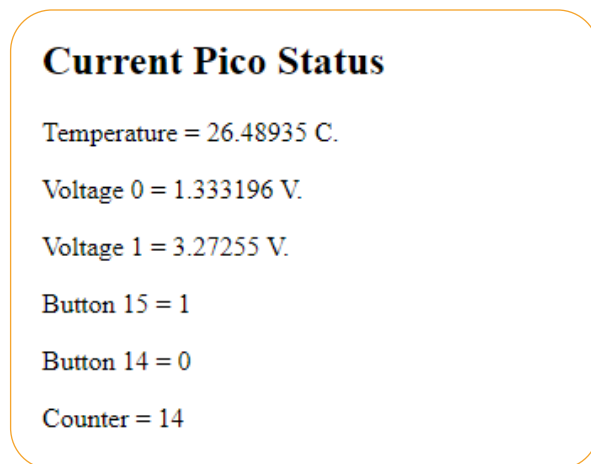 Current Pico Status
Temperature = 26.48935 C.
Voltage 0 = 1.333196 V.
Voltage 1 = 3.27255 V.
Button 15 = 1
Button 14 = 0
Counter = 14